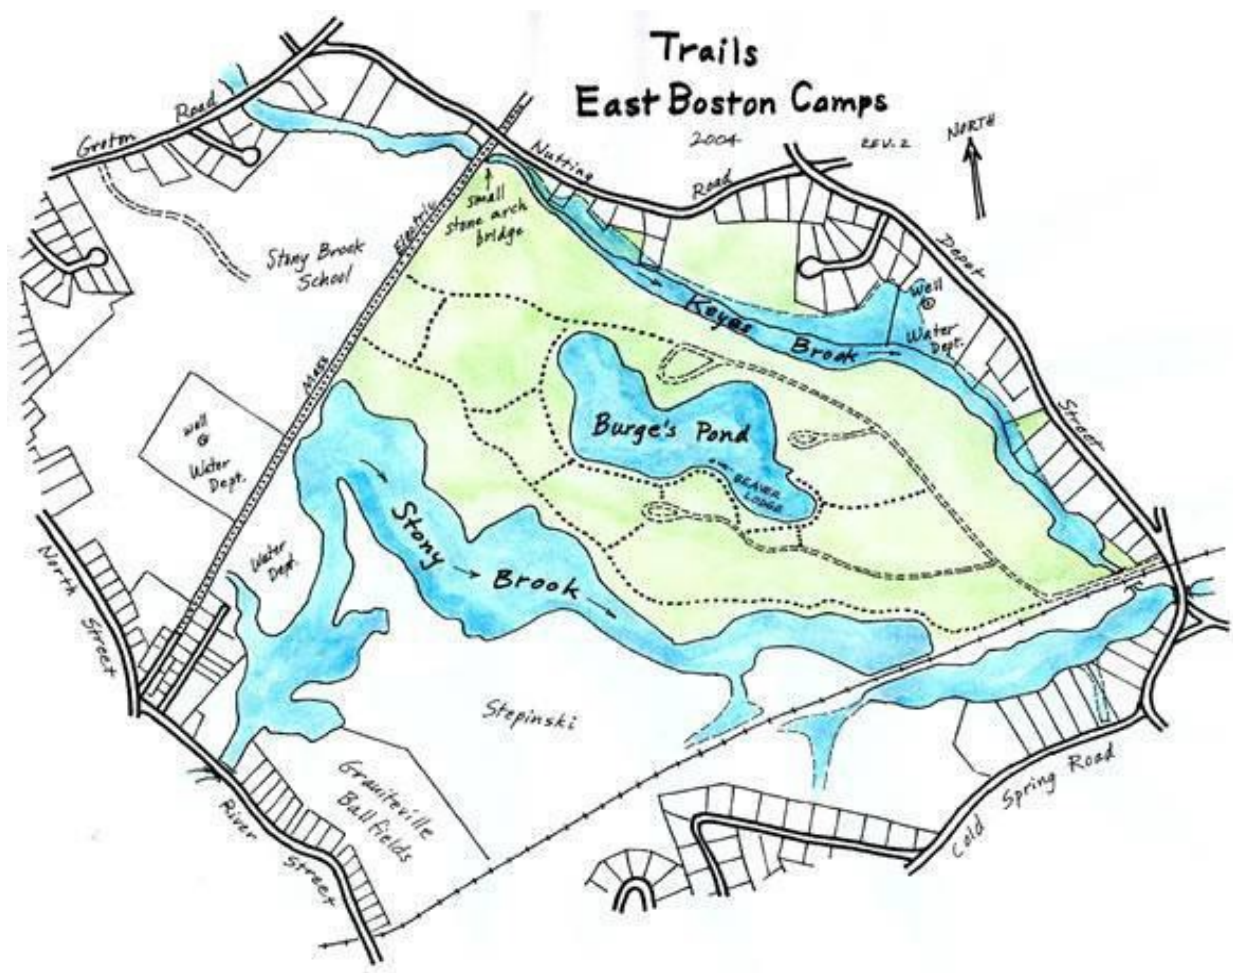 Trails
East Boston Camps
2004 REV. 2
NORTH
Groton Road
Nutting Road
small
stone arch
bridge
Stony Brook
School
Mass Electric
Depot Street
Well
Water
Dept.
Keyes Brook
Burge's Pond
BEAVER
LODGE
well
Water
Dept.
Stony Brook
Water
Dept.
North Street
Stepinski
Graniteville
Ballfields
River Street
Cold Spring Road